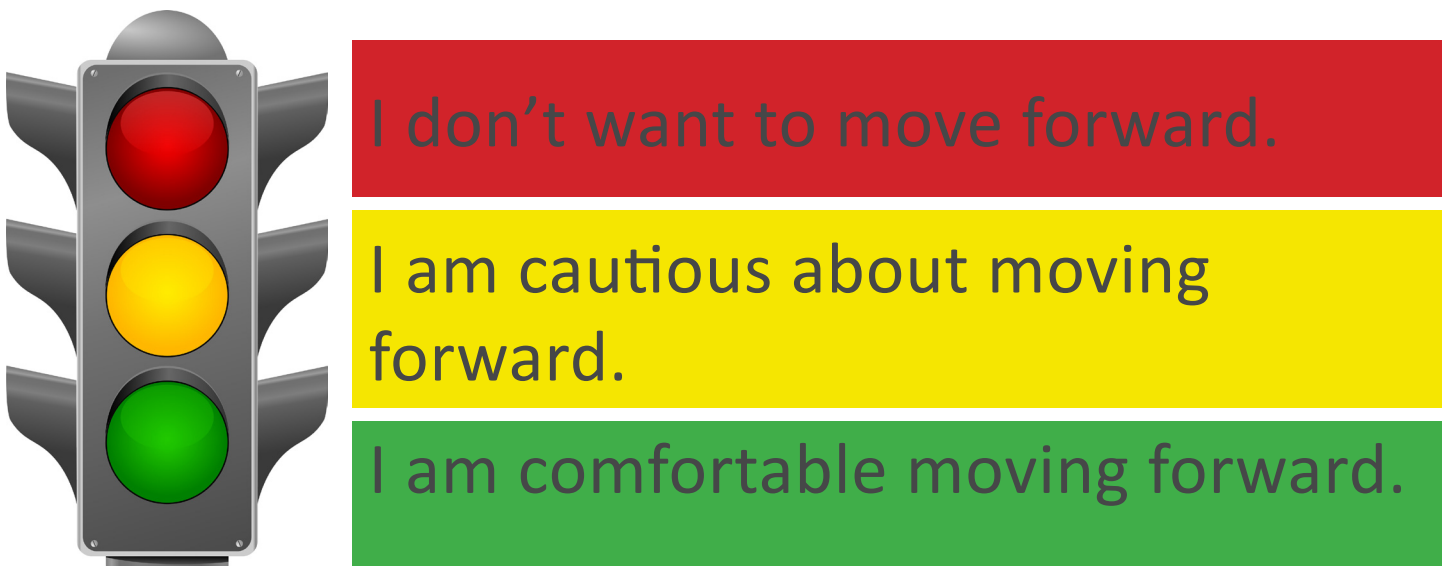 I don’t want to move forward.
I am cautious about moving
forward.
I am comfortable moving forward.